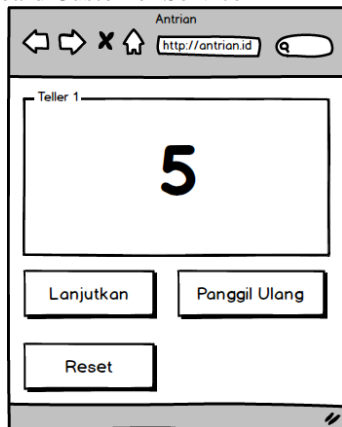 Antrian
http://antrian.id
Teller 1
5
Lanjutkan
Panggil Ulang
Reset